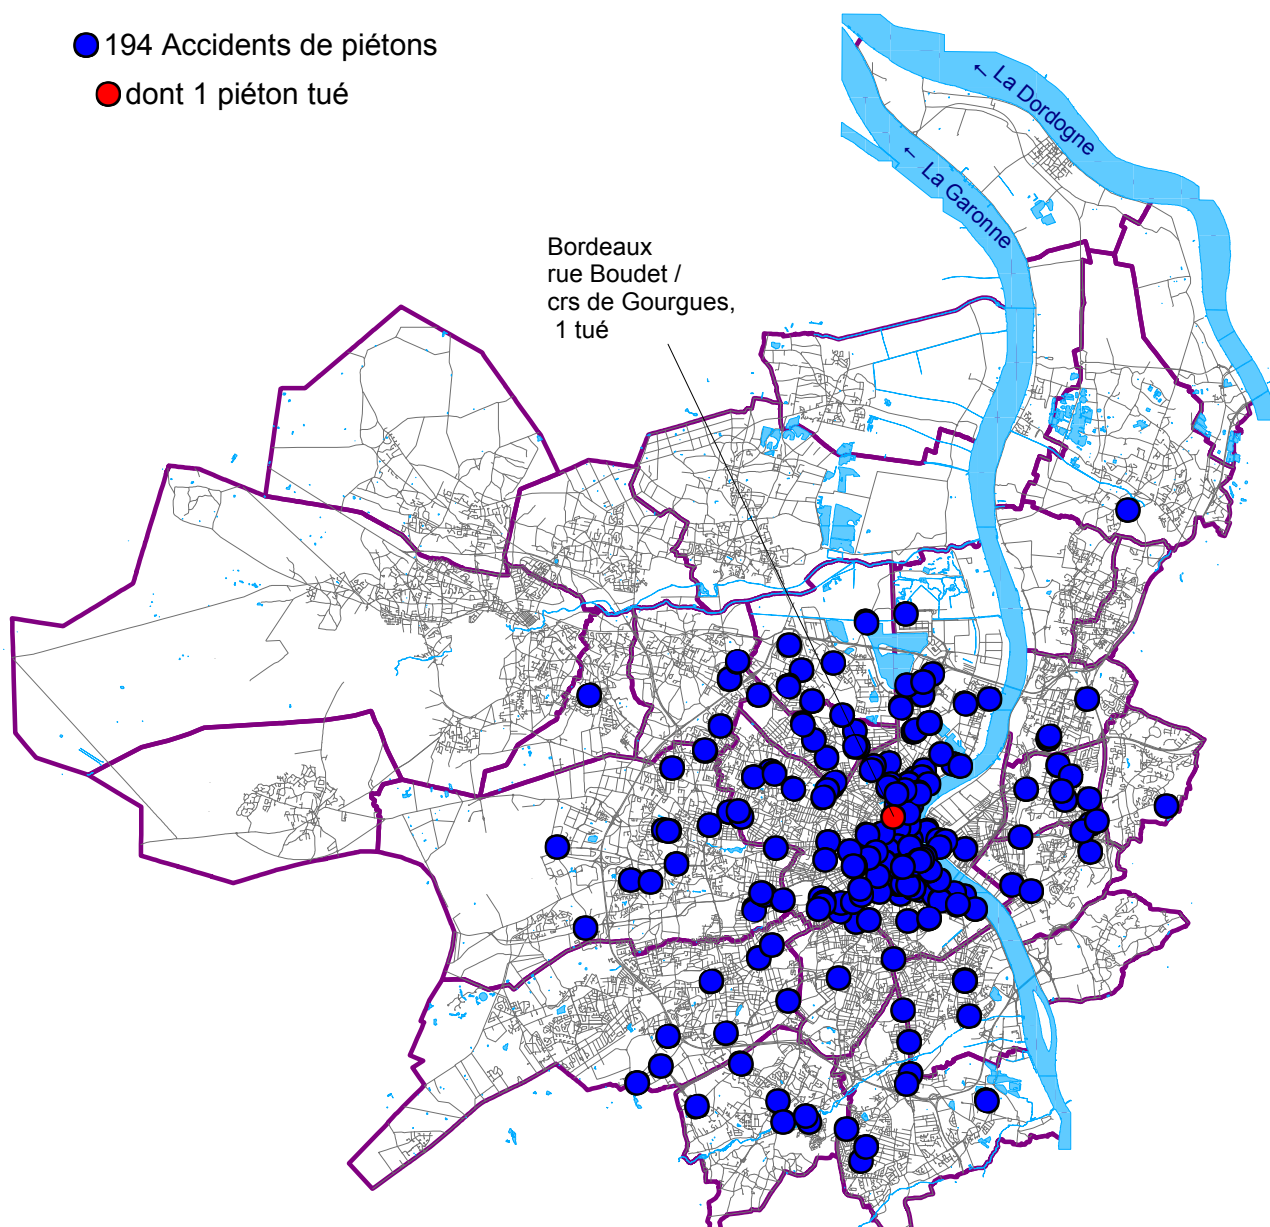 194 Accidents de piétons
dont 1 piéton tué
← La Dordogne
← La Garonne
Bordeaux
rue Boudet /
crs de Gourgues,
1 tué